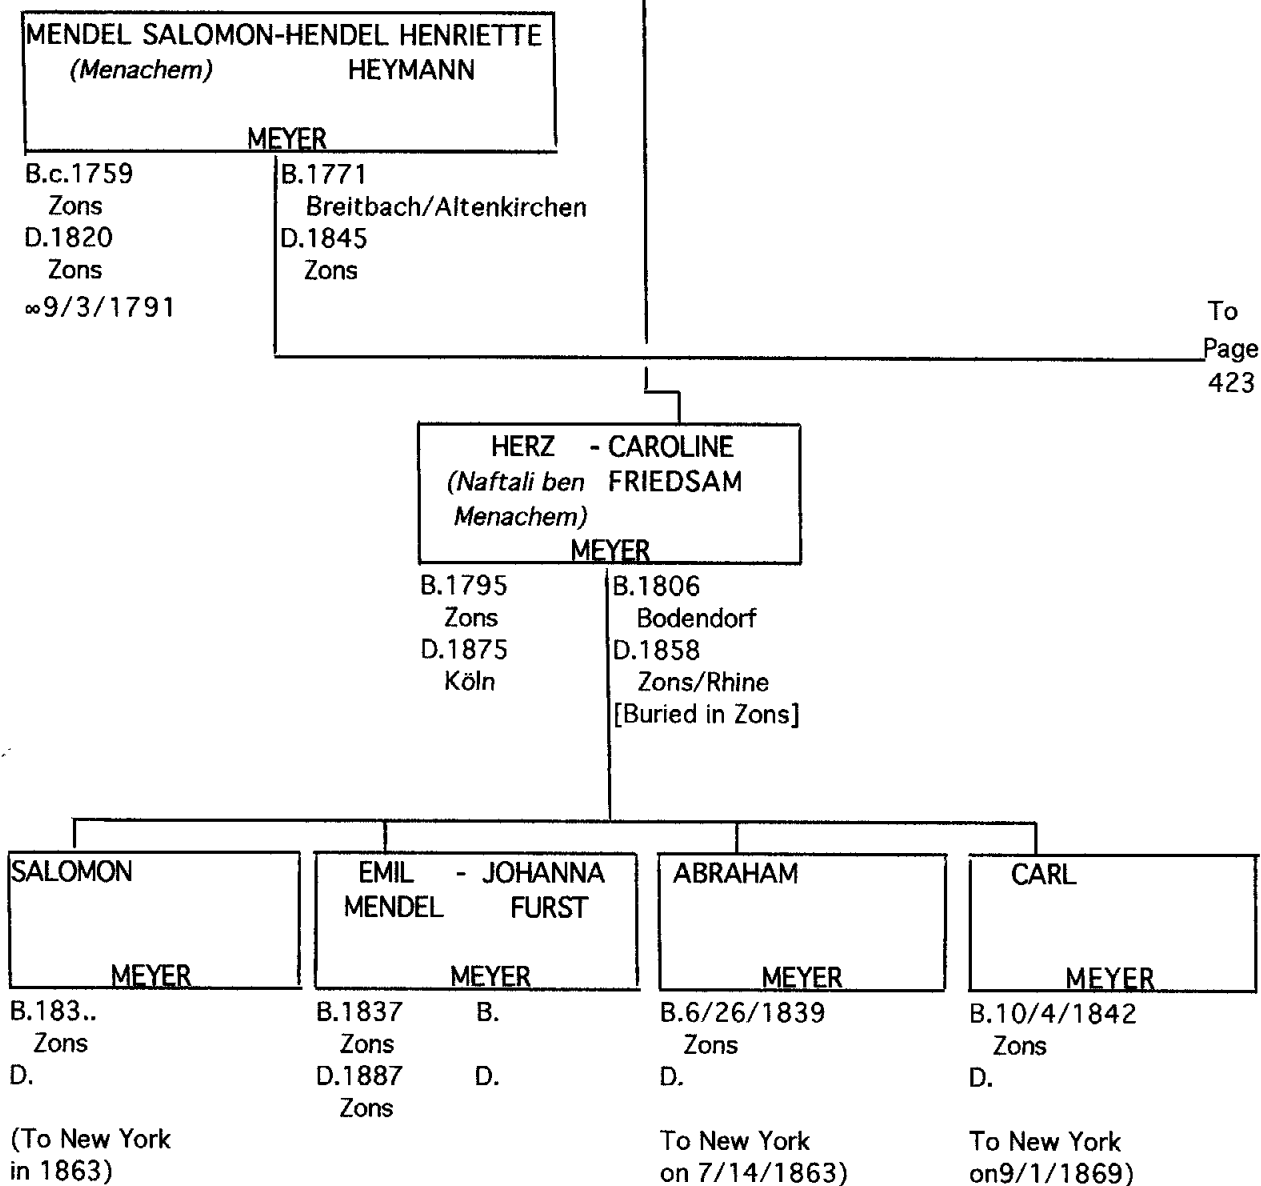 MENDEL SALOMON-HENDEL HENRIETTE
(Menachem) HEYMANN
MEYER
B.c.1759 B.1771
Zons Breitbach/Altenkirchen
D.1820 D.1845
Zons Zons
∞9/3/1791
To
Page
423
HERZ - CAROLINE
(Naftali ben FRIEDSAM
Menachem)
MEYER
B.1795 B.1806
Zons Bodendorf
D.1875 D.1858
Köln Zons/Rhine
[Buried in Zons]
SALOMON
MEYER
B.183..
Zons
D.
(To New York
in 1863)
EMIL - JOHANNA
MENDEL FURST
MEYER
B.1837 B.
Zons
D.1887 D.
Zons
ABRAHAM
MEYER
B.6/26/1839
Zons
D.
To New York
on 7/14/1863)
CARL
MEYER
B.10/4/1842
Zons
D.
To New York
on9/1/1869)